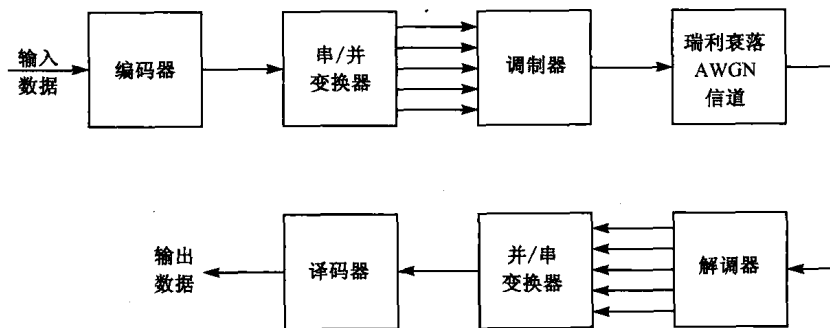 输入
数据
编码器
串/并
变换器
调制器
瑞利衰落
AWGN
信道
输出
数据
译码器
并/串
变换器
解调器